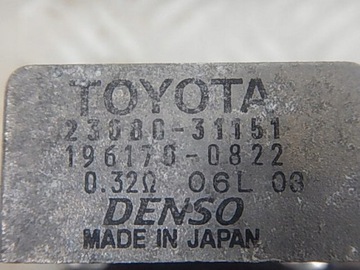 TOYOTA
23080-31151
196170-0822
0.32Ω 06L 03
DENSO
MADE IN JAPAN